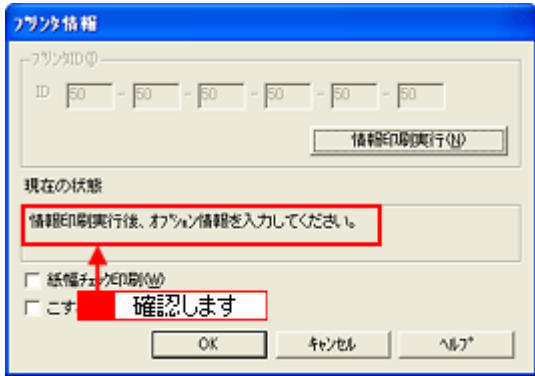 プリンタ情報
プリンタID(I)
ID 50 - 50 - 50 - 50 - 50 - 50
情報印刷実行(N)
現在の状態
情報印刷実行後、オプション情報を入力してください。
紙幅チェック印刷(W)
こす
確認します
OK キャンセル ヘルプ